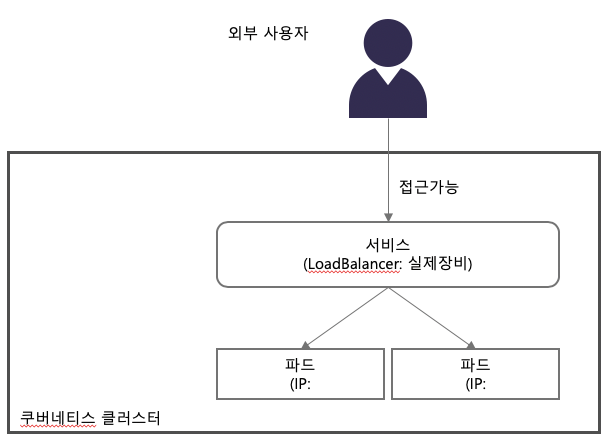 외부 사용자
접근가능
서비스
(LoadBalancer: 실제장비)
파드
(IP:
파드
(IP:
쿠버네티스 클러스터